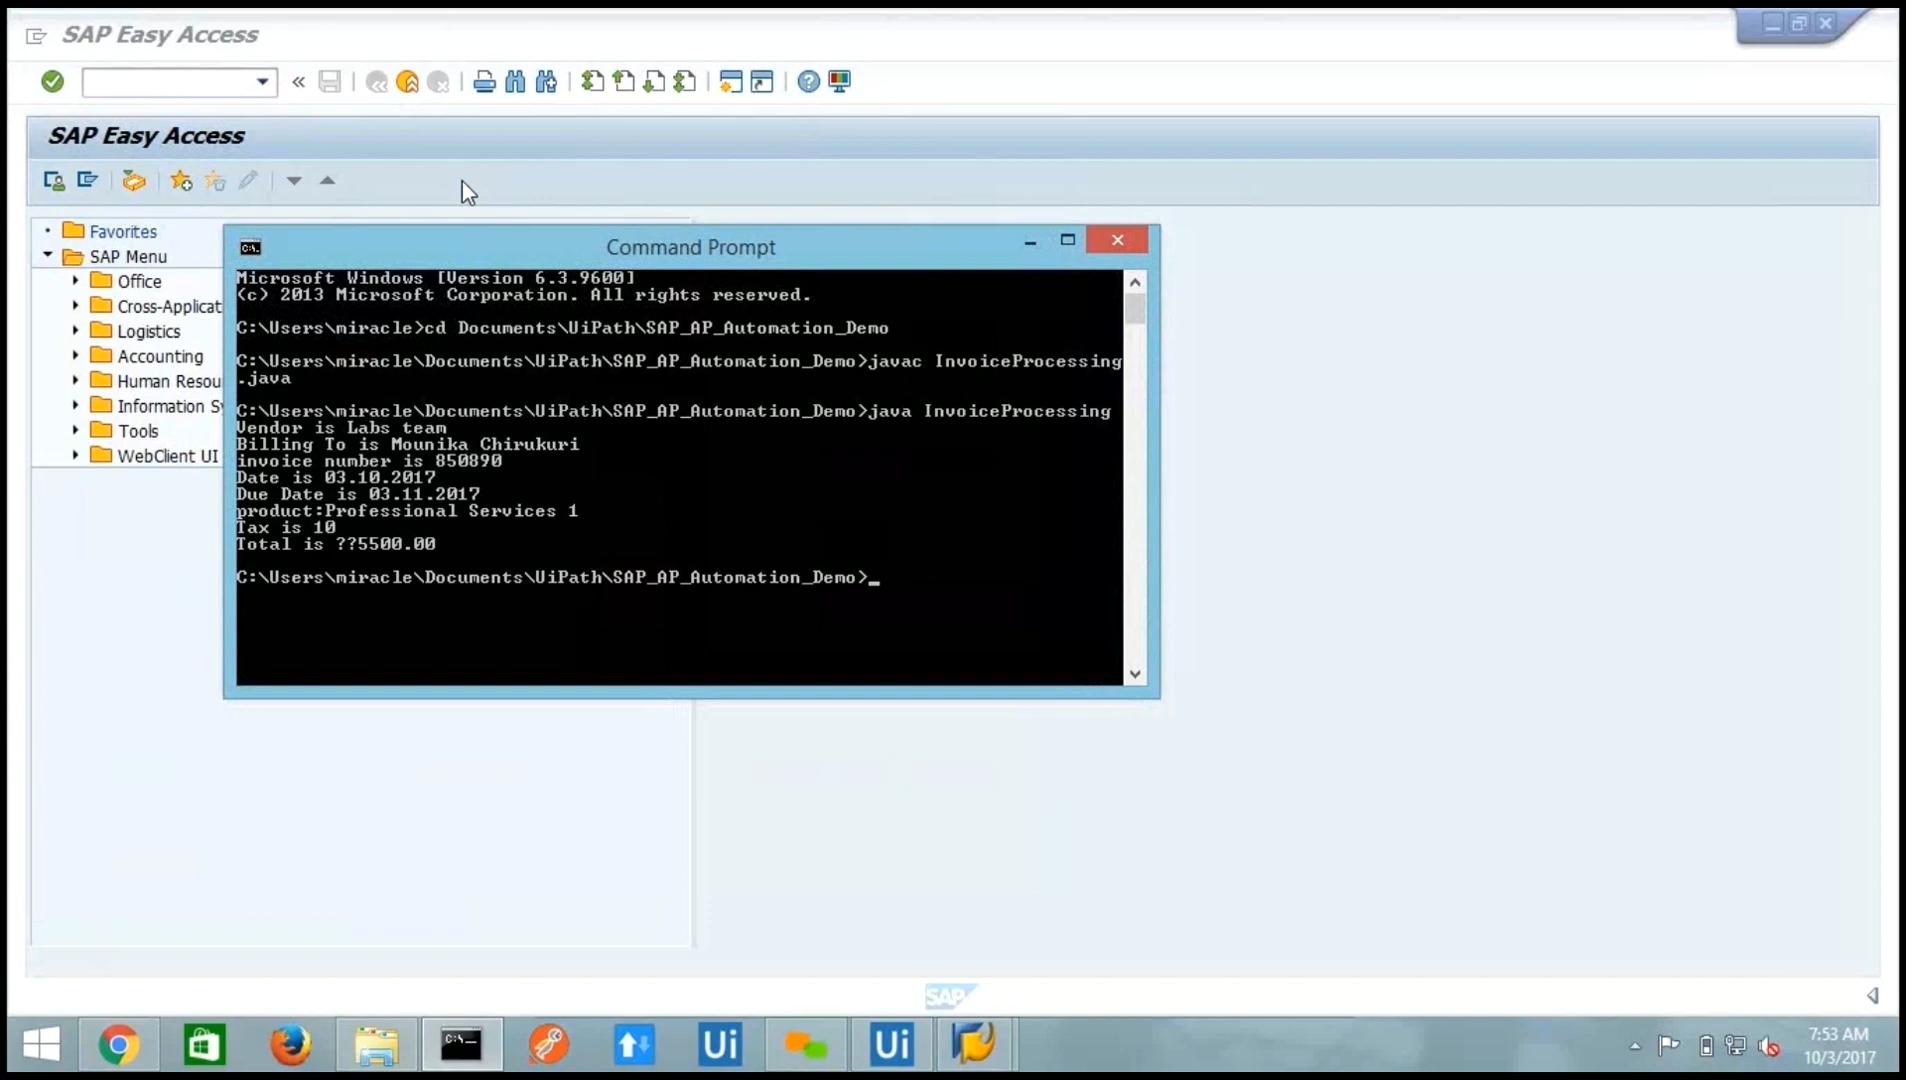 SAP Easy Access
SAP Easy Access
Favorites
SAP Menu
Office
Cross-Applicat
Logistics
Accounting
Human Resou
Information Sy
Tools
WebClient UI
Command Prompt
Microsoft Windows [Version 6.3.9600]
(c) 2013 Microsoft Corporation. All rights reserved.
C:\Users\miracle>cd Documents\UiPath\SAP_AP_Automation_Demo
C:\Users\miracle\Documents\UiPath\SAP_AP_Automation_Demo>javac InvoiceProcessing
.java
C:\Users\miracle\Documents\UiPath\SAP_AP_Automation_Demo>java InvoiceProcessing
Vendor is Labs team
Billing To is Mounika Chirukuri
invoice number is 850890
Date is 03.10.2017
Due Date is 03.11.2017
product:Professional Services 1
Tax is 10
Total is ??5500.00
C:\Users\miracle\Documents\UiPath\SAP_AP_Automation_Demo>_
SAP
C:\_
Ui
Ui
7:53 AM
10/3/2017